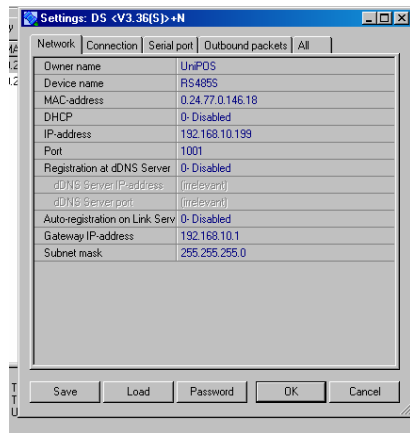 Settings: DS <V3.36(S)>+N
Network Connection Serial port Outbound packets All
Owner name UniPOS
Device name RS485S
MAC-address 0.24.77.0.146.18
DHCP 0- Disabled
IP-address 192.168.10.199
Port 1001
Registration at dDNS Server 0- Disabled
dDNS Server IP-address (irrelevant)
dDNS Server port (irrelevant)
Auto-registration on Link Serv 0- Disabled
Gateway IP-address 192.168.10.1
Subnet mask 255.255.255.0
Save Load Password OK Cancel